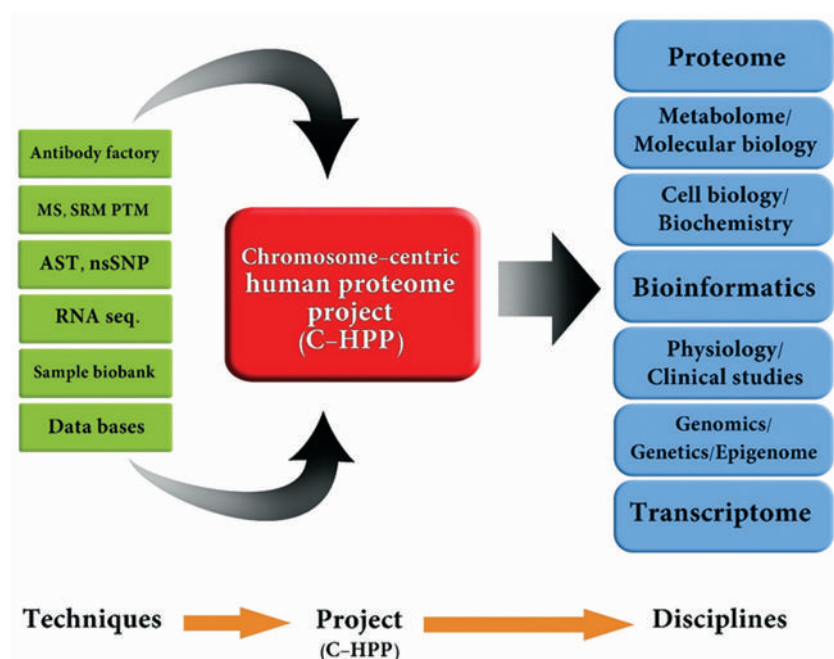 Antibody factory
MS, SRM PTM
AST, nsSNP
RNA seq.
Sample biobank
Data bases
Chromosome–centric
human proteome
project
(C–HPP)
Proteome
Metabolome/
Molecular biology
Cell biology/
Biochemistry
Bioinformatics
Physiology/
Clinical studies
Genomics/
Genetics/Epigenome
Transcriptome
Techniques
Project
(C–HPP)
Disciplines